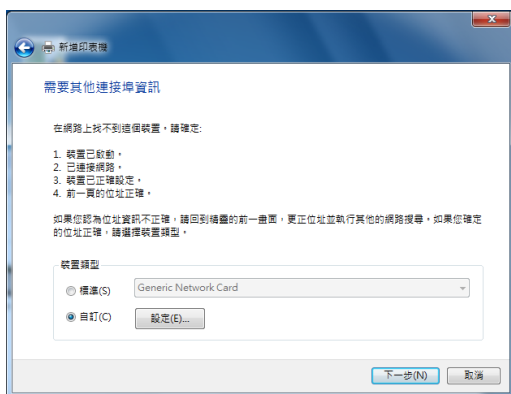 新增印表機
需要其他連接埠資訊
在網路上找不到這個裝置，請確定:
1. 裝置已啟動。
2. 已連接網路。
3. 裝置已正確設定。
4. 前一頁的位址正確。
如果您認為位址資訊不正確，請回到精靈的前一畫面，更正位址並執行其他的網路搜尋。如果您確定
的位址正確，請選擇裝置類型。
裝置類型
標準(S)
Generic Network Card
自訂(C)
設定(E)...
下一步(N)
取消